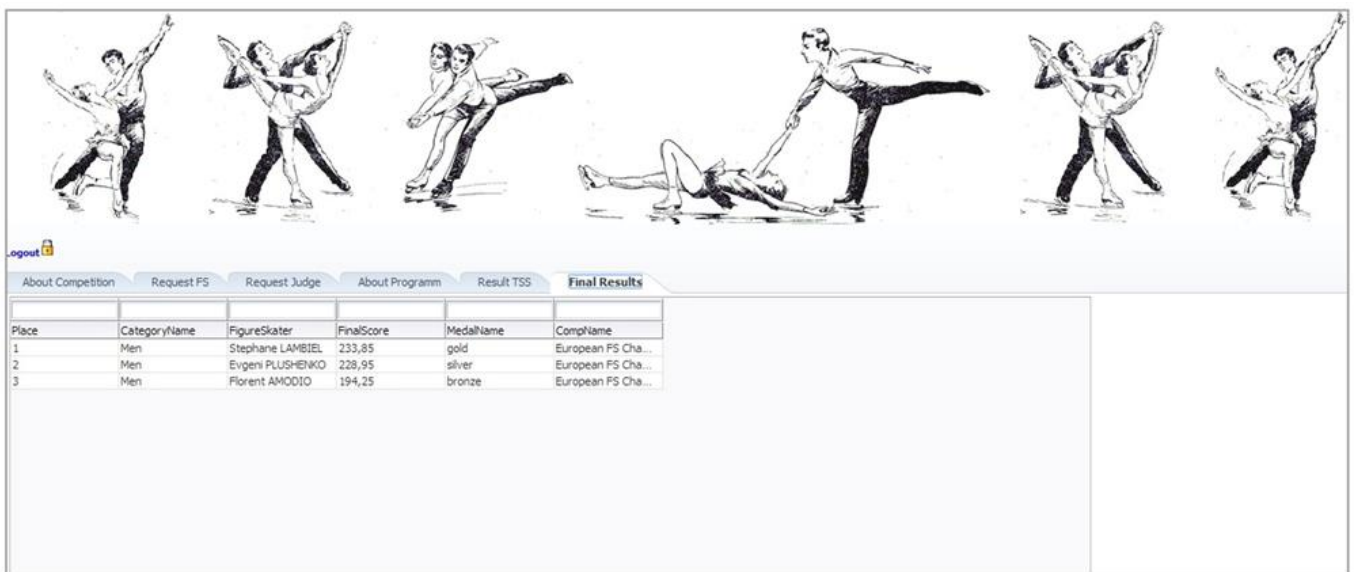 .ogout
About Competition Request FS Request Judge About Programm Result TSS Final Results
Place CategoryName FigureSkater FinalScore MedalName CompName
1 Men Stephane LAMBIEL 233,85 gold European FS Cha...
2 Men Evgeni PLUSHENKO 228,95 silver European FS Cha...
3 Men Florent AMODIO 194,25 bronze European FS Cha...